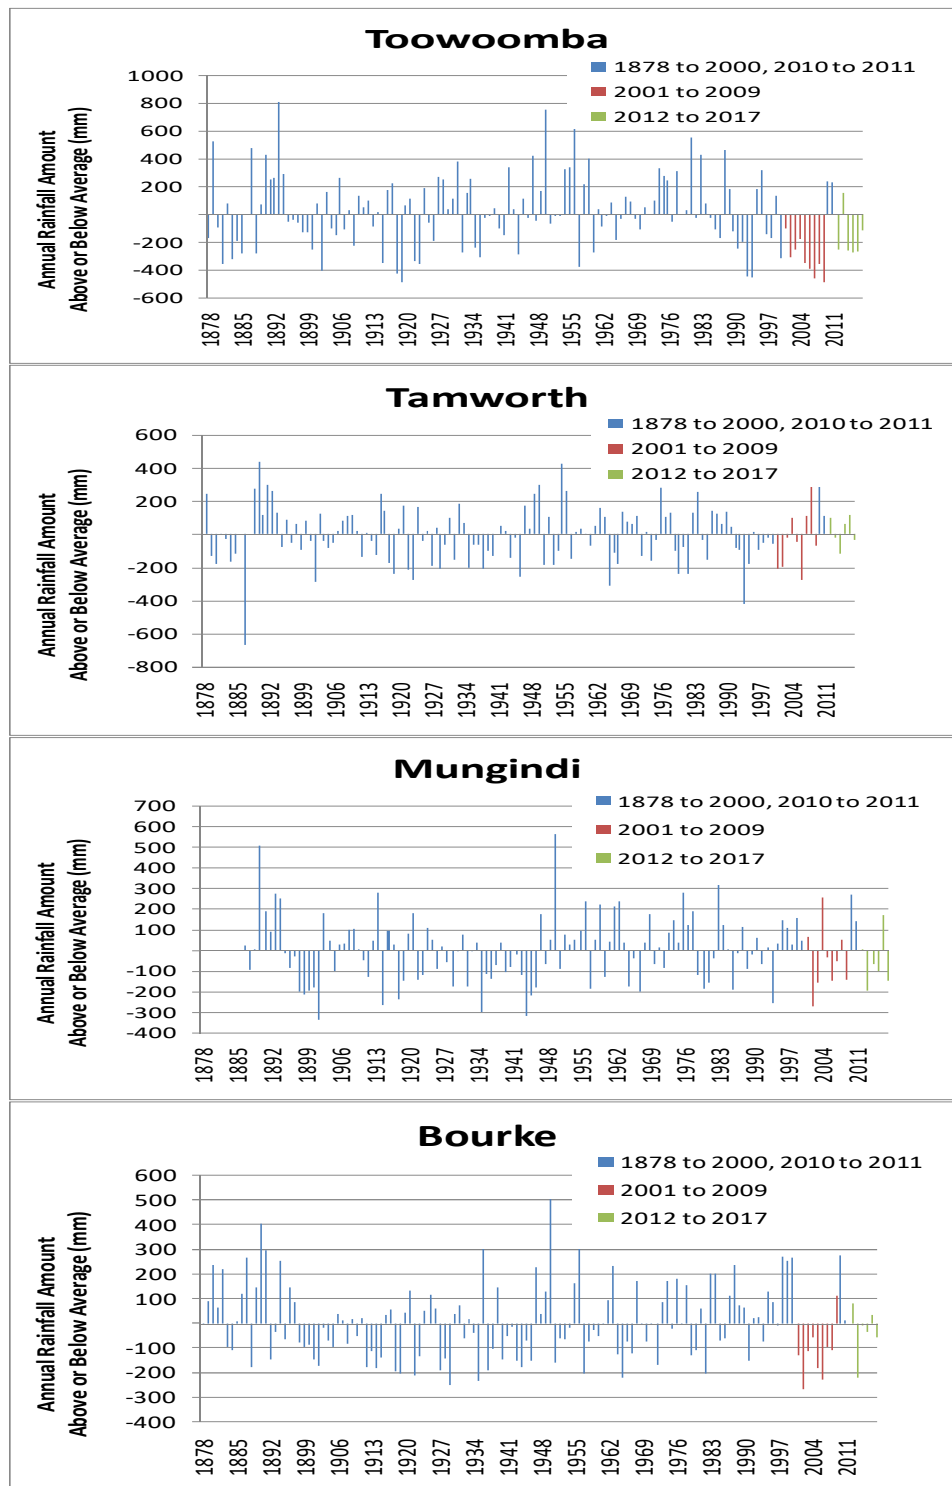 Toowoomba
1878 to 2000, 2010 to 2011
2001 to 2009
2012 to 2017
Annual Rainfall Amount
Above or Below Average (mm)
1000
800
600
400
200
-200
-400
-600
1878 1885 1892 1899 1906 1913 1920 1927 1934 1941 1948 1955 1962 1969 1976 1983 1990 1997 2004 2011
Tamworth
1878 to 2000, 2010 to 2011
2001 to 2009
2012 to 2017
Annual Rainfall Amount
Above or Below Average (mm)
600
400
200
-200
-400
-600
-800
1878 1885 1892 1899 1906 1913 1920 1927 1934 1941 1948 1955 1962 1969 1976 1983 1990 1997 2004 2011
Mungindi
1878 to 2000, 2010 to 2011
2001 to 2009
2012 to 2017
Annual Rainfall Amount
Above or Below Average (mm)
700
600
500
400
300
200
100
-100
-200
-300
-400
1878 1885 1892 1899 1906 1913 1920 1927 1934 1941 1948 1955 1962 1969 1976 1983 1990 1997 2004 2011
Bourke
1878 to 2000, 2010 to 2011
2001 to 2009
2012 to 2017
Annual Rainfall Amount
Above or Below Average (mm)
600
500
400
300
200
100
-100
-200
-300
-400
1878 1885 1892 1899 1906 1913 1920 1927 1934 1941 1948 1955 1962 1969 1976 1983 1990 1997 2004 2011